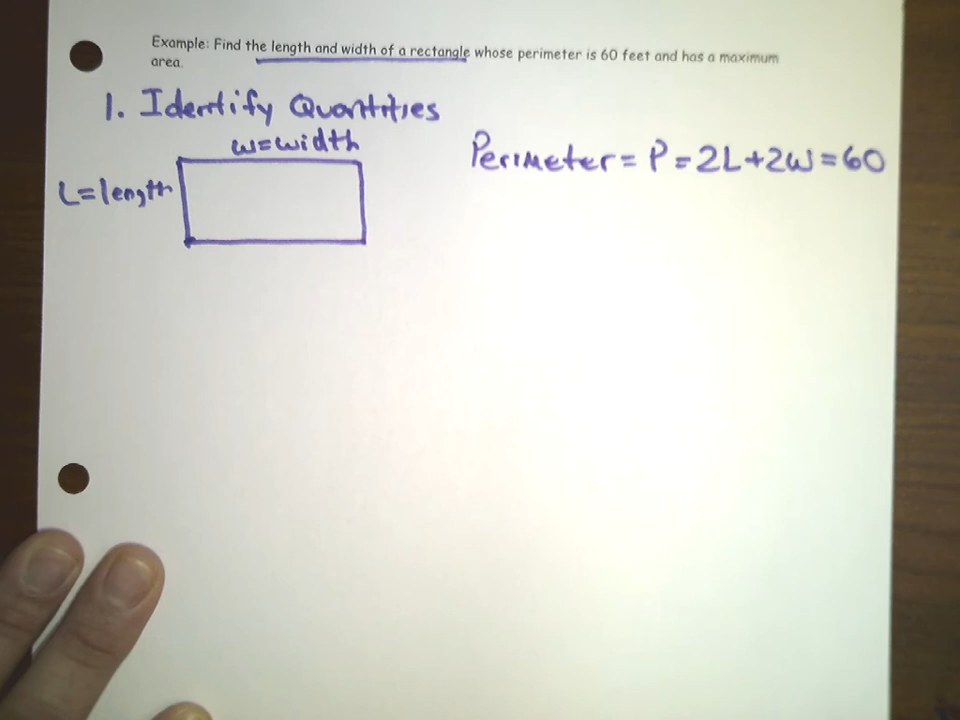 Example: Find the length and width of a rectangle whose perimeter is 60 feet and has a maximum
area.
1. Identify Quantities
w=width
L=length
Perimeter = P = 2L+2W = 60